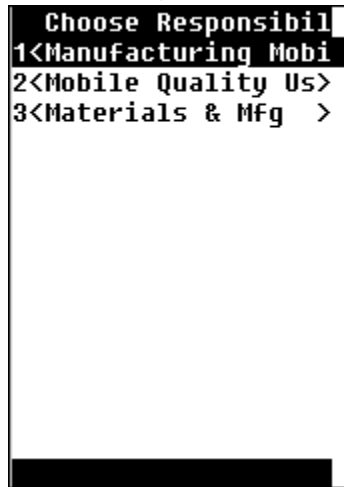 Choose Responsibil
1<Manufacturing Mobi
2<Mobile Quality Us>
3<Materials & Mfg >